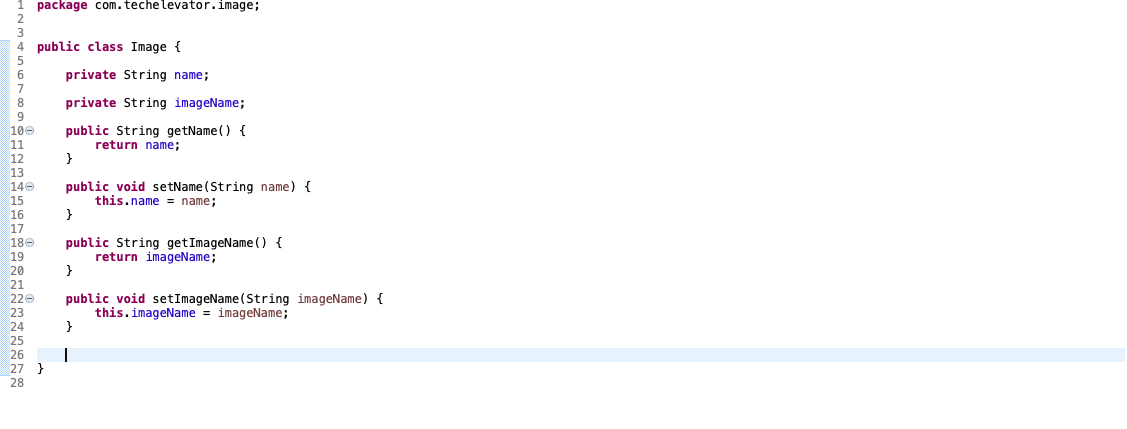 1 package com.techelevator.image;
2
3
4 public class Image {
5
6 private String name;
7
8 private String imageName;
9
10 public String getName() {
11 return name;
12 }
13
14 public void setName(String name) {
15 this.name = name;
16 }
17
18 public String getImageName() {
19 return imageName;
20 }
21
22 public void setImageName(String imageName) {
23 this.imageName = imageName;
24 }
25
26
27 }
28